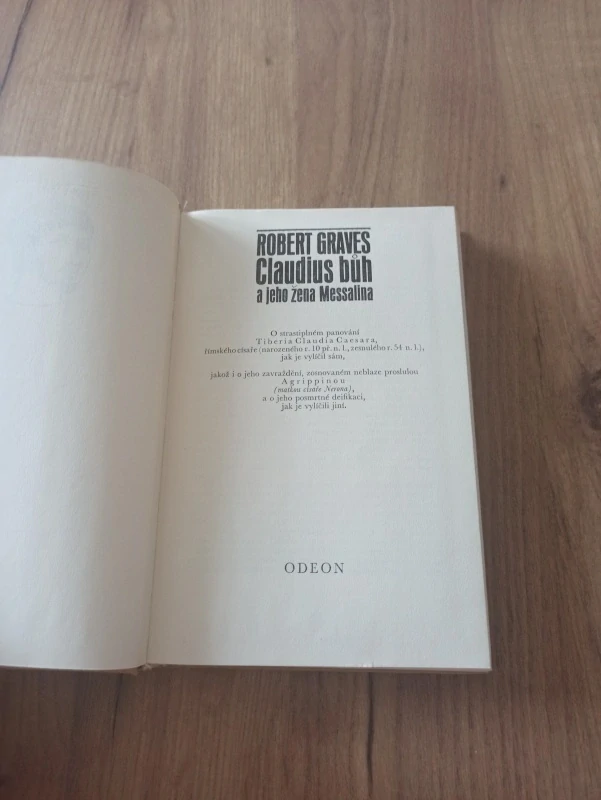 ROBERT GRAVES
Claudius bůh
a jeho žena Messalina
O strastiplném panování
Tiberia Claudia Caesara,
římského císaře (narozeného r. 10 př. n. l., zemřelého r. 54 n. l.),
jak je vylíčil sám,
jakož i o jeho zavraždění, zosnovaném neblaze proslulou
Agrippinou
(matkou císaře Nerona),
a o jeho posmrtné deifikaci,
jak je vylíčili jiní.
ODEON